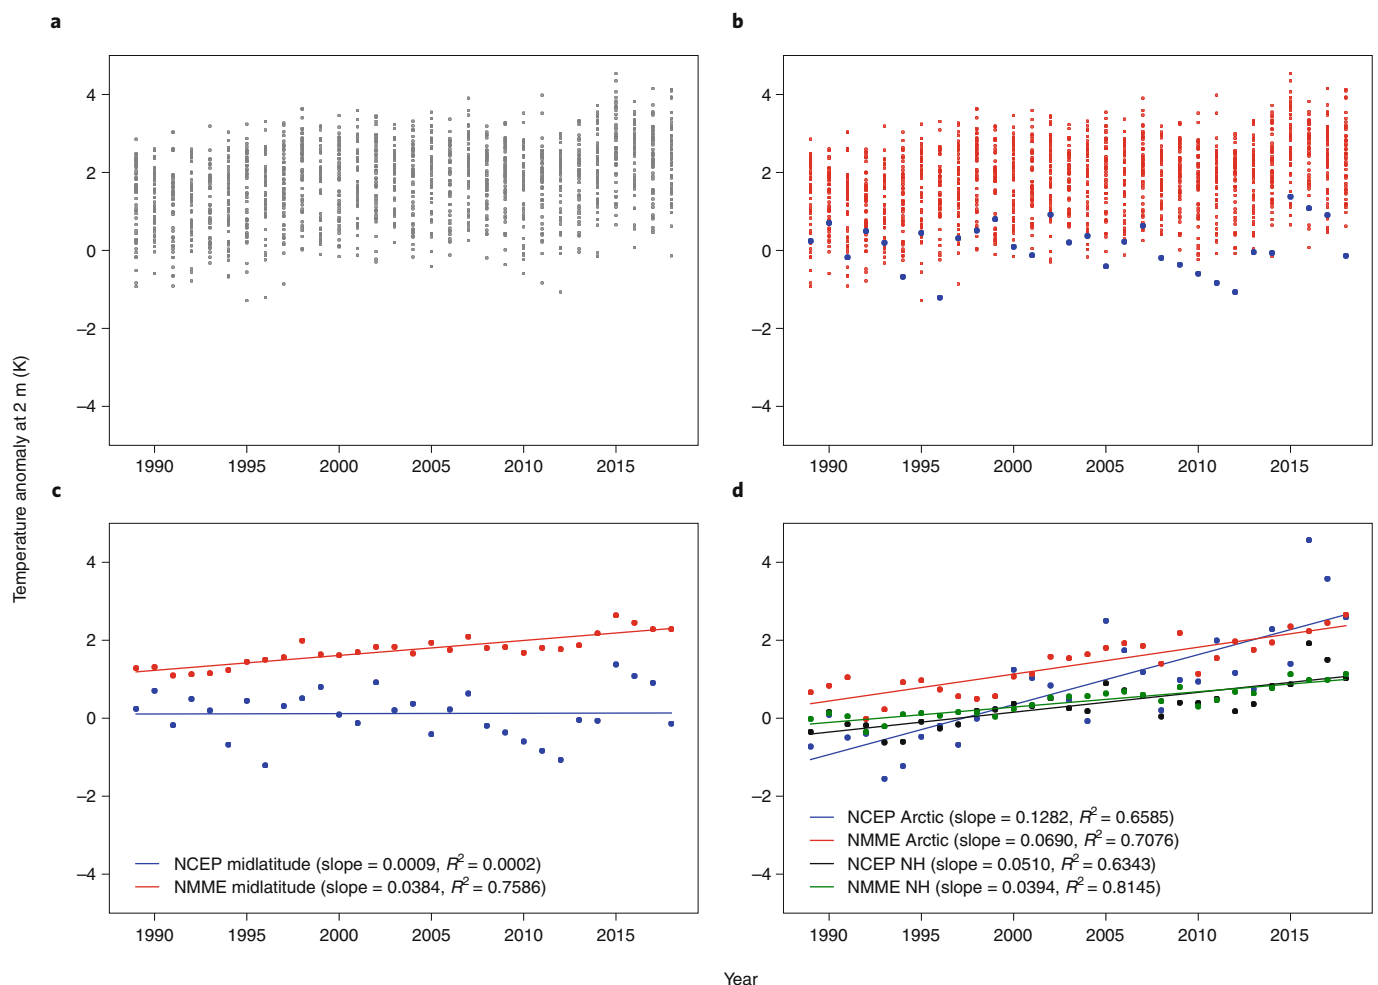 a
b
4
2
0
–2
–4
1990 1995 2000 2005 2010 2015
4
2
0
–2
–4
1990 1995 2000 2005 2010 2015
Temperature anomaly at 2 m (K)
c
d
4
2
0
–2
–4
NCEP midlatitude (slope = 0.0009, R² = 0.0002)
NMME midlatitude (slope = 0.0384, R² = 0.7586)
1990 1995 2000 2005 2010 2015
4
2
0
–2
–4
NCEP Arctic (slope = 0.1282, R² = 0.6585)
NMME Arctic (slope = 0.0690, R² = 0.7076)
NCEP NH (slope = 0.0510, R² = 0.6343)
NMME NH (slope = 0.0394, R² = 0.8145)
1990 1995 2000 2005 2010 2015
Year